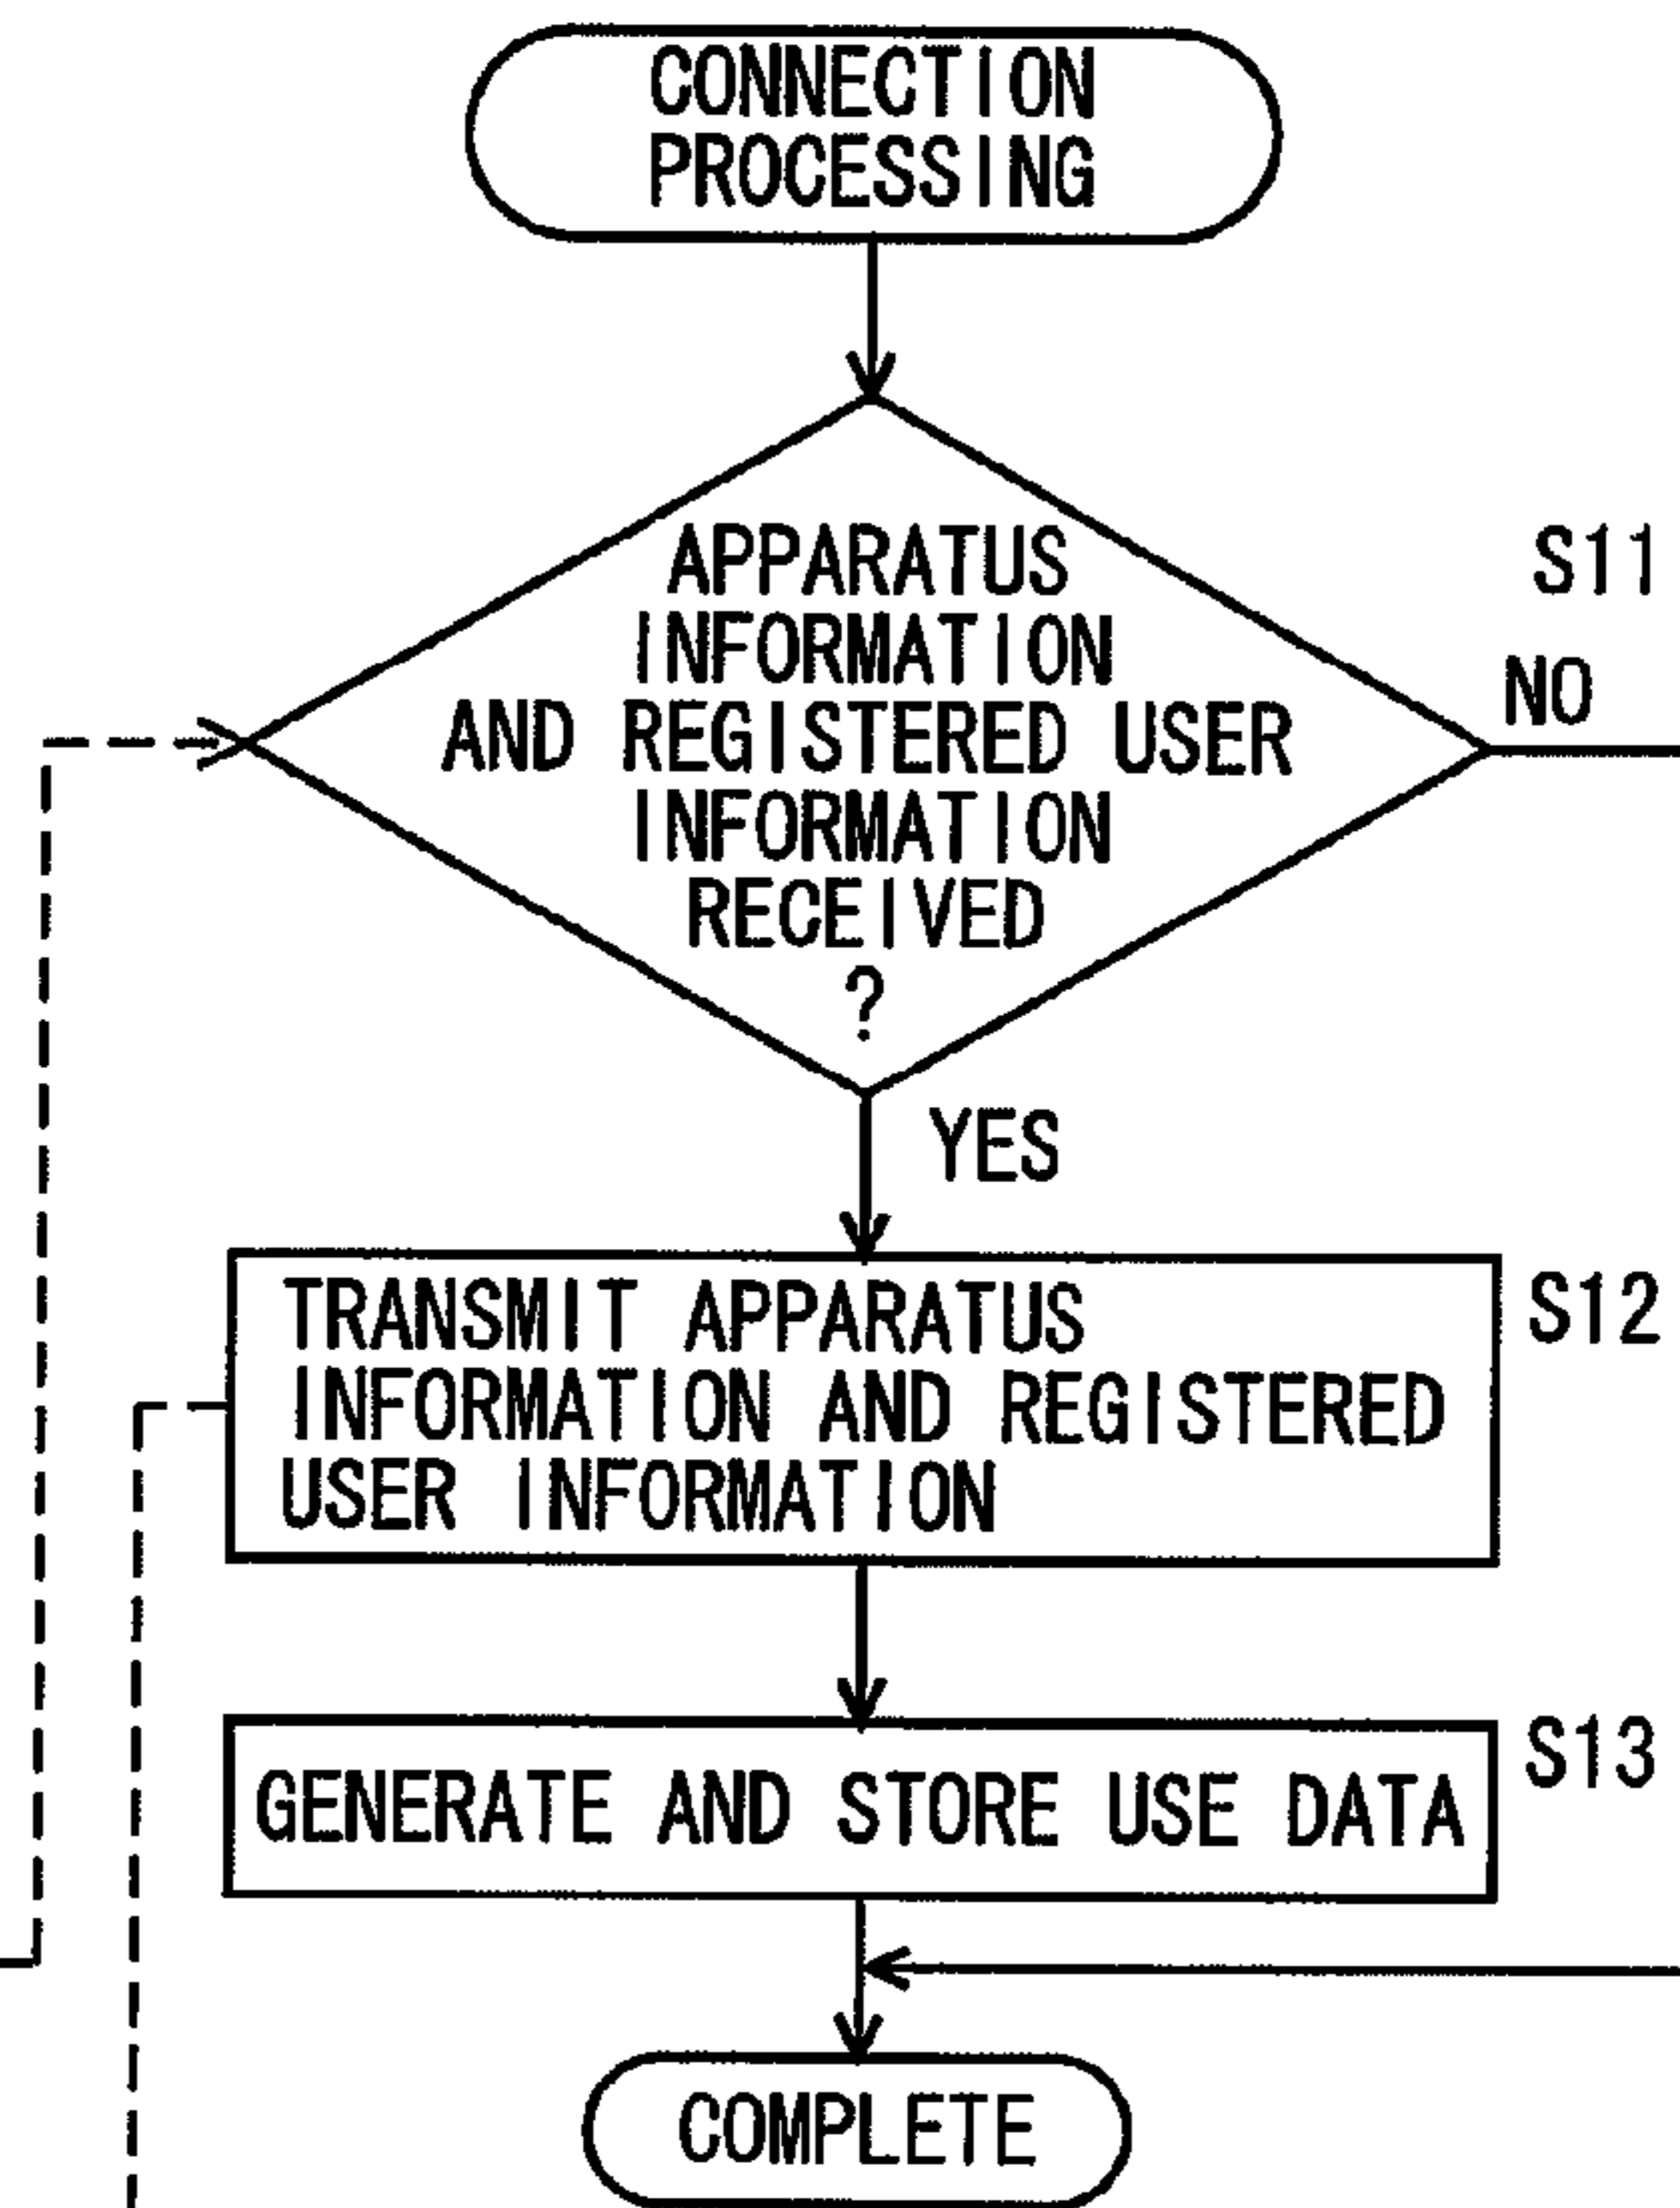 CONNECTION
PROCESSING
APPARATUS
INFORMATION
AND REGISTERED USER
INFORMATION
RECEIVED
?
S11
NO
YES
TRANSMIT APPARATUS
INFORMATION AND REGISTERED
USER INFORMATION
S12
GENERATE AND STORE USE DATA
S13
COMPLETE